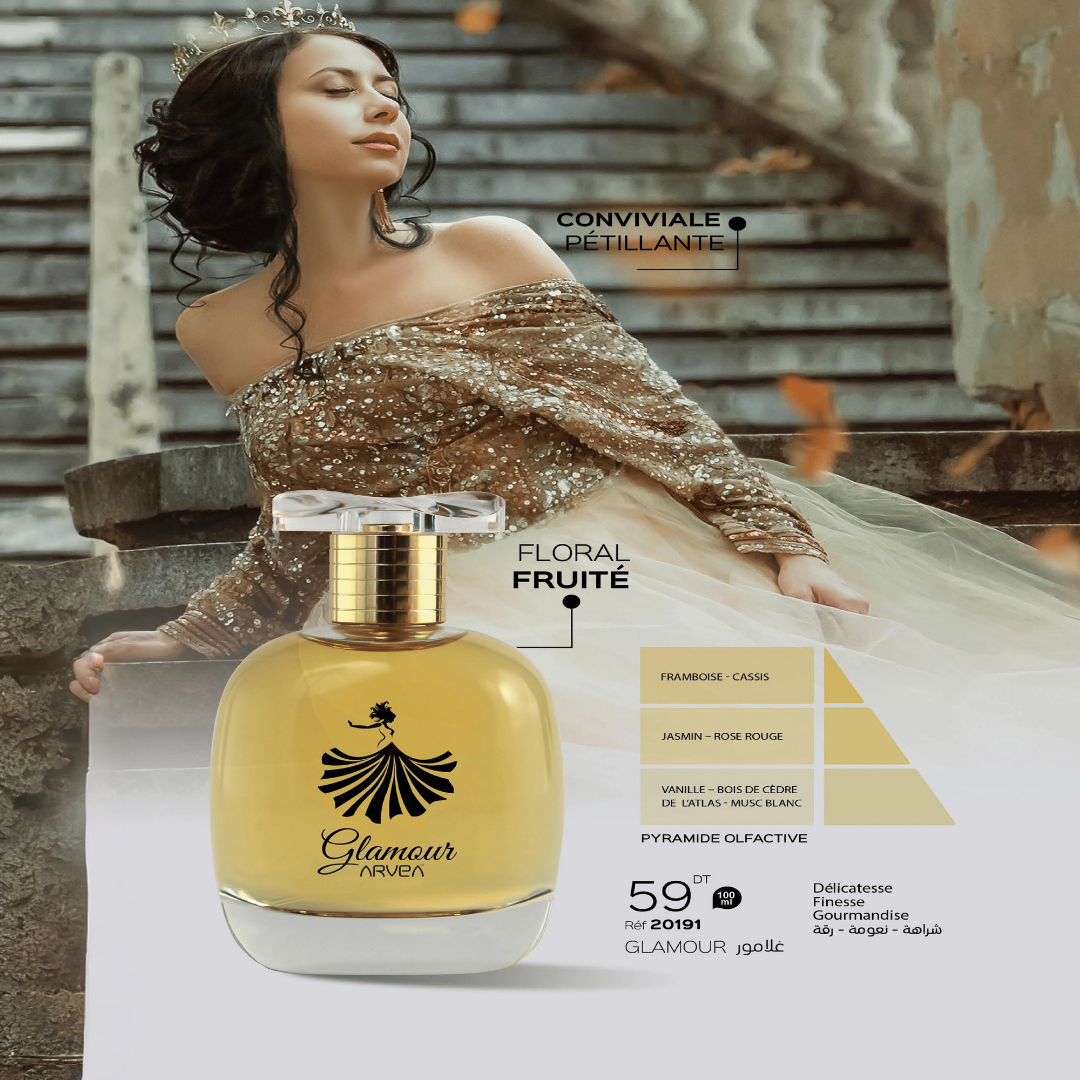 CONVIVIALE
PÉTILLANTE
FLORAL
FRUITÉ
FRAMBOISE - CASSIS
JASMIN – ROSE ROUGE
VANILLE – BOIS DE CÈDRE
DE L'ATLAS - MUSC BLANC
PYRAMIDE OLFACTIVE
Glamour
ARVEA
59 DT 100 ml
Réf 20191
GLAMOUR غلامور
Délicatesse
Finesse
Gourmandise
شراهة - نعومة - رقة